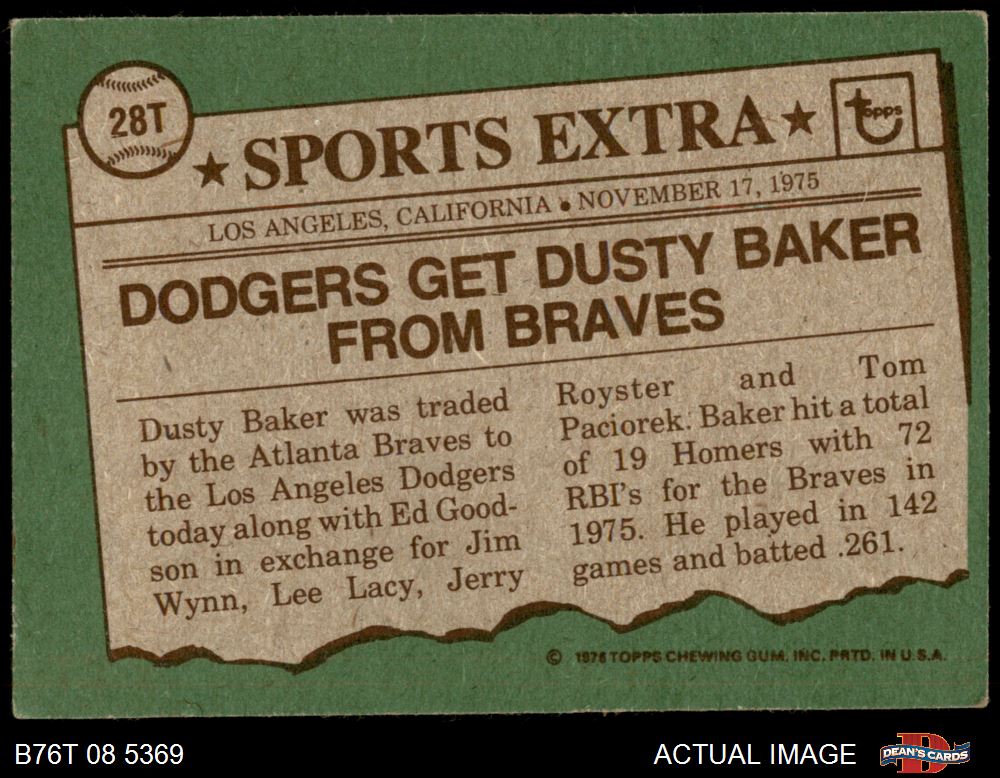 28T
★ SPORTS EXTRA ★
Topps
LOS ANGELES, CALIFORNIA • NOVEMBER 17, 1975
DODGERS GET DUSTY BAKER
FROM BRAVES
Dusty Baker was traded
by the Atlanta Braves to
the Los Angeles Dodgers
today along with Ed Good-
son in exchange for Jim
Wynn, Lee Lacy, Jerry
Royster and Tom
Paciorek. Baker hit a total
of 19 Homers with 72
RBI's for the Braves in
1975. He played in 142
games and batted .261.
© 1976 TOPPS CHEWING GUM, INC. PRTD. IN U.S.A.
B76T 08 5369
ACTUAL IMAGE
DEAN'S CARDS